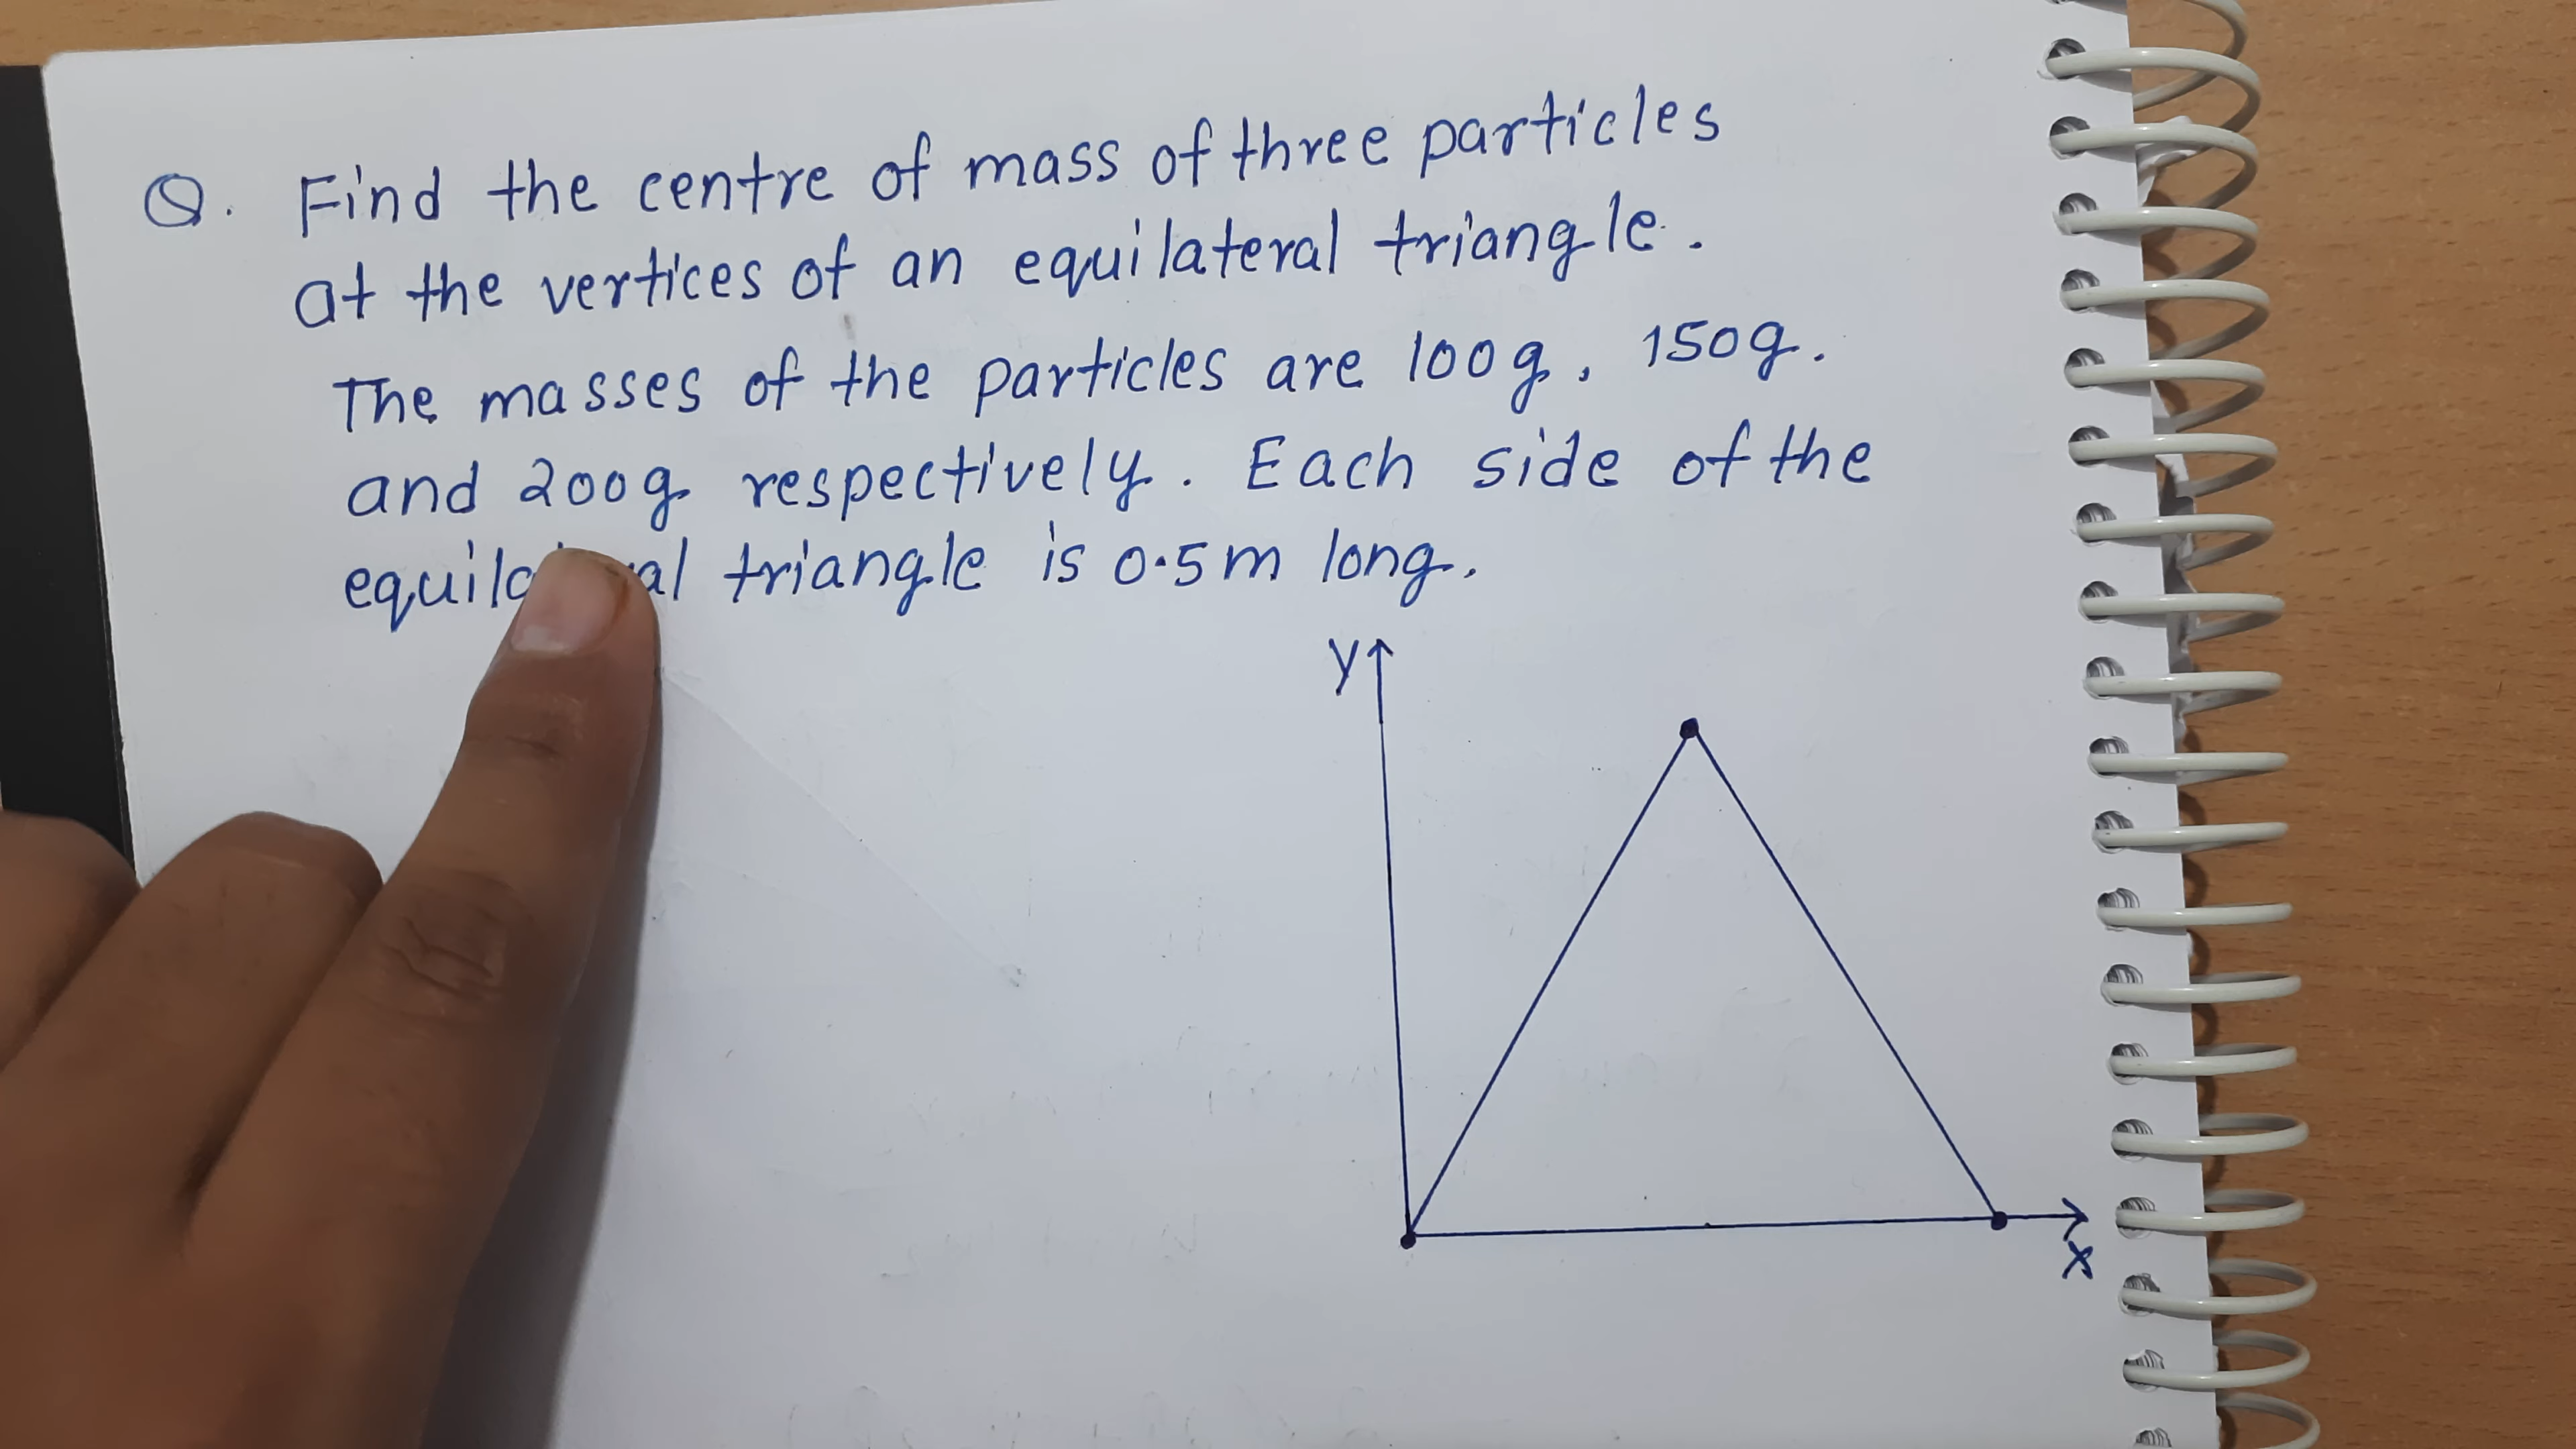 Q. Find the centre of mass of three particles
at the vertices of an equilateral triangle.
The masses of the particles are 100g, 150g.
and 200g respectively. Each side of the
triangle is 0.5m long.
y
x